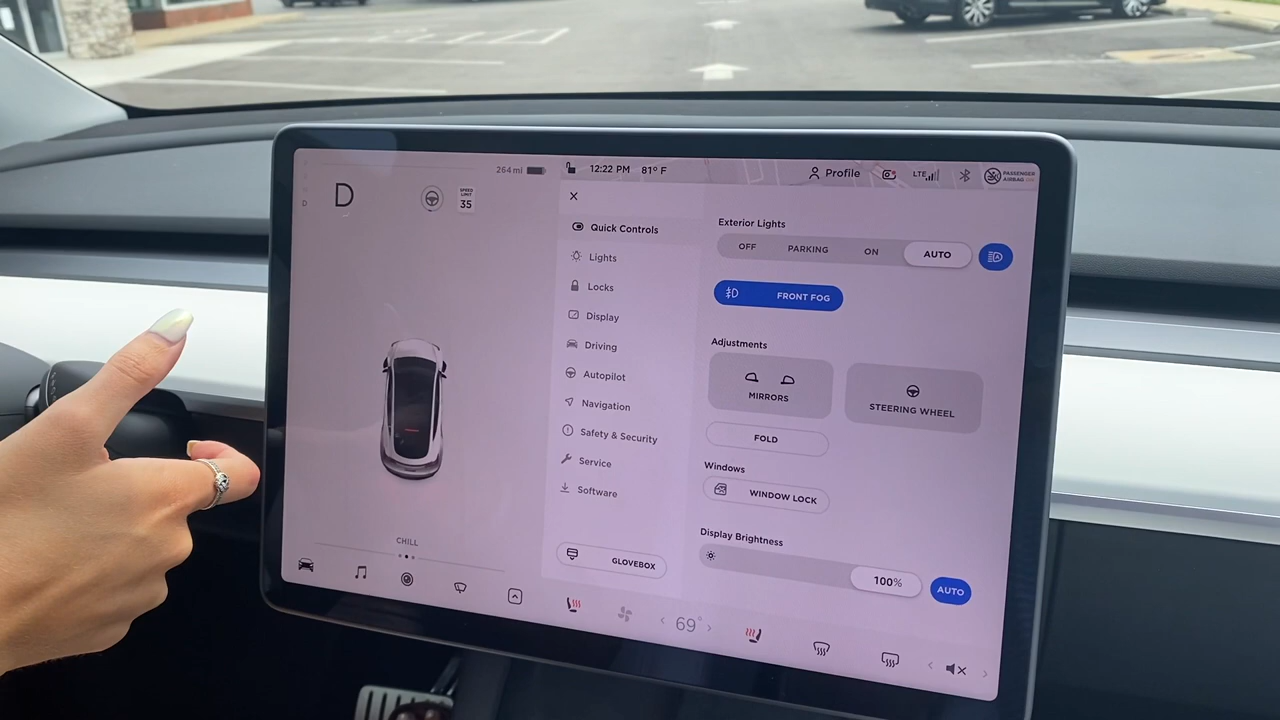 264 mi 12:22 PM 81° F Profile LTE PASSENGER
AIRBAG
D
D
SPEED
LIMIT
35
Quick Controls
Lights
Locks
Display
Driving
Autopilot
Navigation
Safety & Security
Service
Software
GLOVEBOX
Exterior Lights
OFF PARKING ON AUTO
FRONT FOG
Adjustments
MIRRORS STEERING WHEEL
FOLD
Windows
WINDOW LOCK
Display Brightness
100% AUTO
CHILL
69°